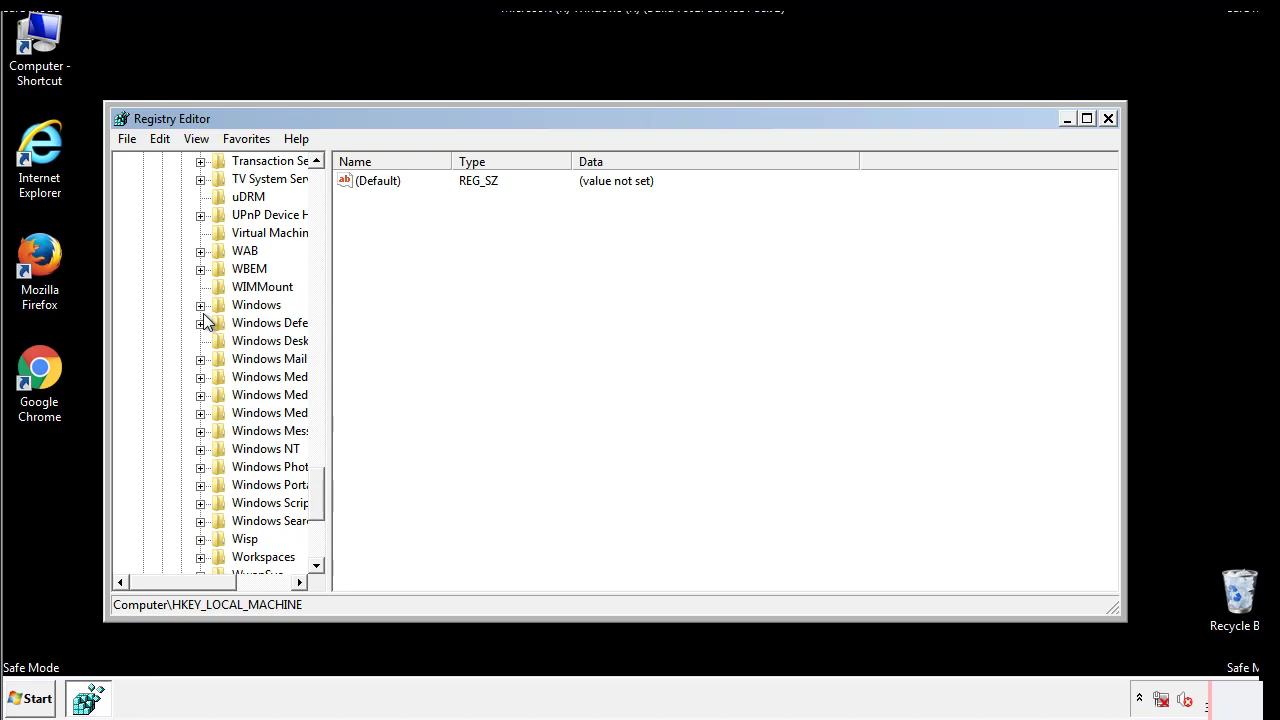 Computer -
Shortcut
Internet
Explorer
Mozilla
Firefox
Google
Chrome
Registry Editor
File Edit View Favorites Help
Transaction Se
TV System Ser
uDRM
UPnP Device H
Virtual Machin
WAB
WBEM
WIMMount
Windows
Windows Defe
Windows Desk
Windows Mail
Windows Med
Windows Med
Windows Med
Windows Mes
Windows NT
Windows Phot
Windows Porta
Windows Scrip
Windows Sear
Wisp
Workspaces
Name Type Data
ab (Default) REG_SZ (value not set)
Computer\HKEY_LOCAL_MACHINE
Recycle B
Safe Mode
Safe M
Start